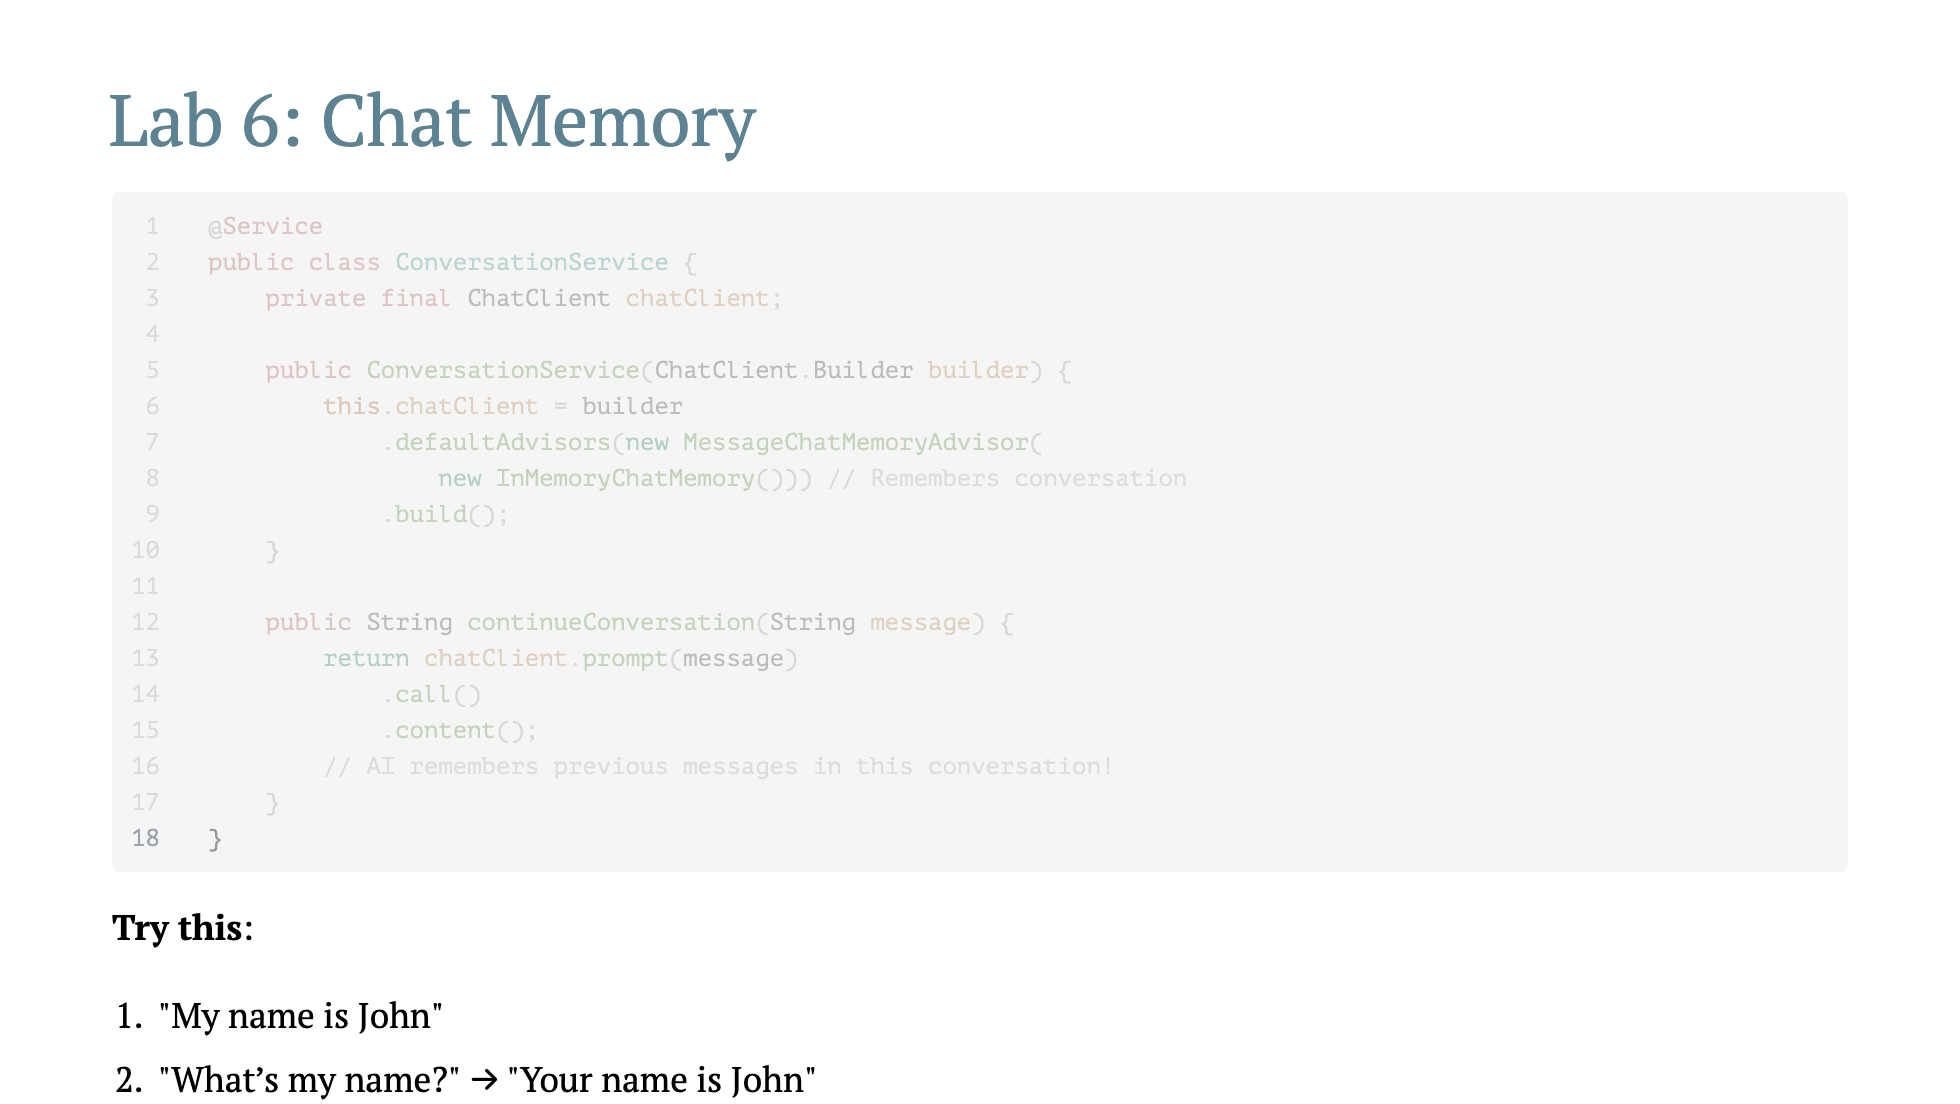 Lab 6: Chat Memory
1 @Service
2 public class ConversationService {
3     private final ChatClient chatClient;
4
5     public ConversationService(ChatClient.Builder builder) {
6         this.chatClient = builder
7             .defaultAdvisors(new MessageChatMemoryAdvisor(
8                 new InMemoryChatMemory())) // Remembers conversation
9             .build();
10     }
11
12     public String continueConversation(String message) {
13         return chatClient.prompt(message)
14             .call()
15             .content();
16         // AI remembers previous messages in this conversation!
17     }
18 }
Try this:
1. "My name is John"
2. "What’s my name?" → "Your name is John"